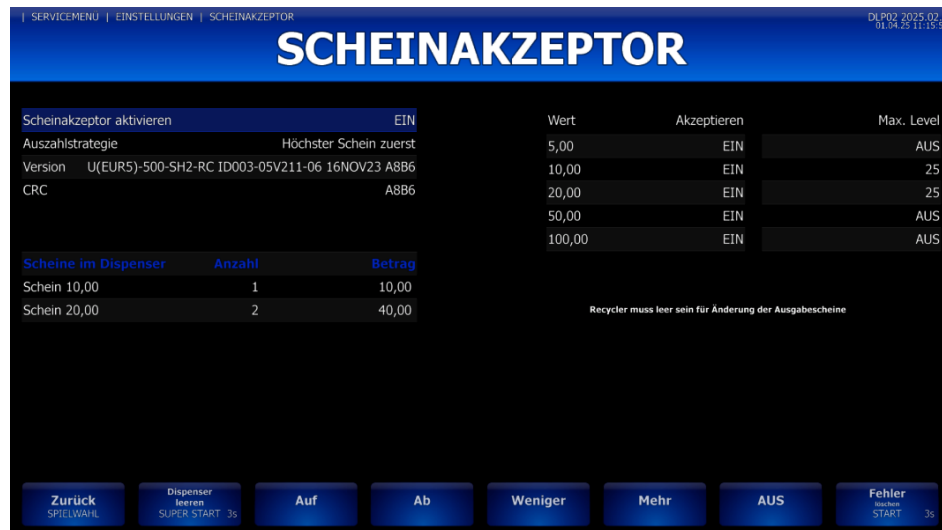 | SERVICEMENÜ | EINSTELLUNGEN | SCHEINAKZEPTOR
DLP02 2025.02.
01.04.25 11:15:5
SCHEINAKZEPTOR
Scheinakzeptor aktivieren EIN
Auszahlstrategie Höchster Schein zuerst
Version U(EUR5)-500-SH2-RC ID003-05V211-06 16NOV23 A8B6
CRC A8B6
Scheine im Dispenser Anzahl Betrag
Schein 10,00 1 10,00
Schein 20,00 2 40,00
Wert Akzeptieren Max. Level
5,00 EIN AUS
10,00 EIN 25
20,00 EIN 25
50,00 EIN AUS
100,00 EIN AUS
Recycler muss leer sein für Änderung der Ausgabescheine
Zurück
SPIELWAHL
Dispenser
leeren
SUPER START 3s
Auf
Ab
Weniger
Mehr
AUS
Fehler
löschen
START 3s